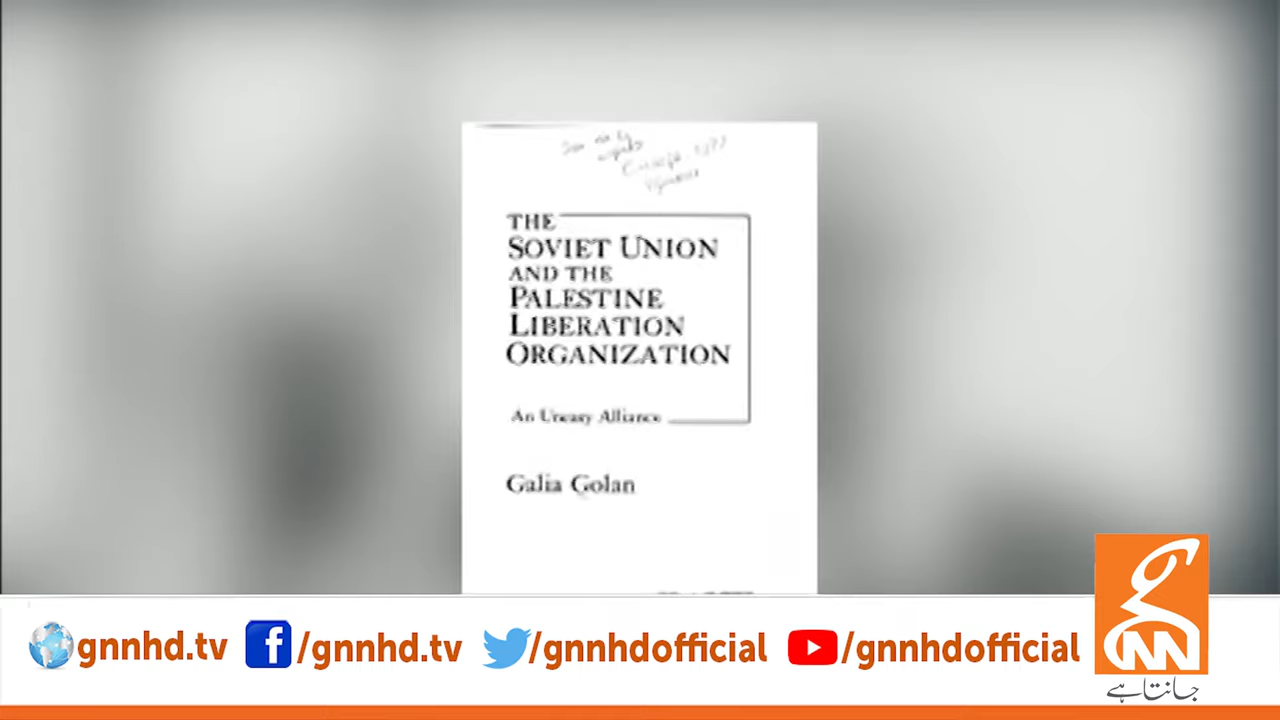 THE
SOVIET UNION
AND THE
PALESTINE
LIBERATION
ORGANIZATION
An Uneasy Alliance
Galia Golan
gnnhd.tv
/gnnhd.tv
/gnnhdofficial
/gnnhdofficial
GNN
جانتا ہے